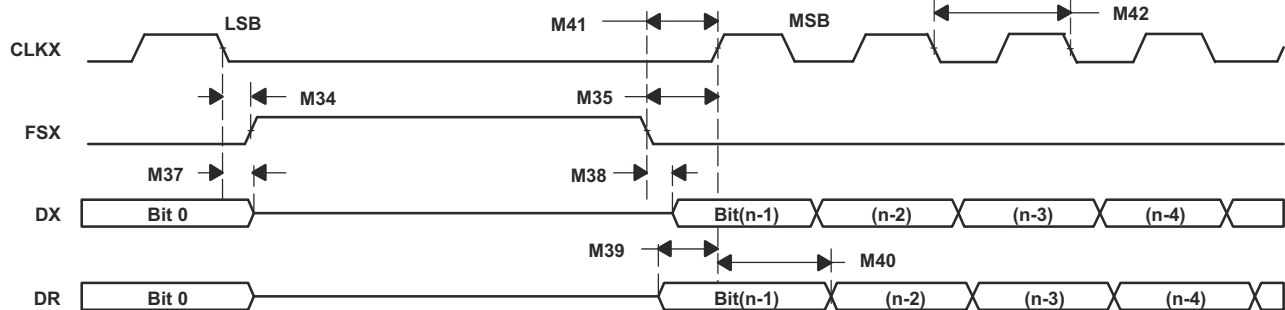 LSB M41 MSB M42
CLKX
M34 M35
FSX
M37 M38
DX Bit 0 Bit(n-1) (n-2) (n-3) (n-4)
M39 M40
DR Bit 0 Bit(n-1) (n-2) (n-3) (n-4)